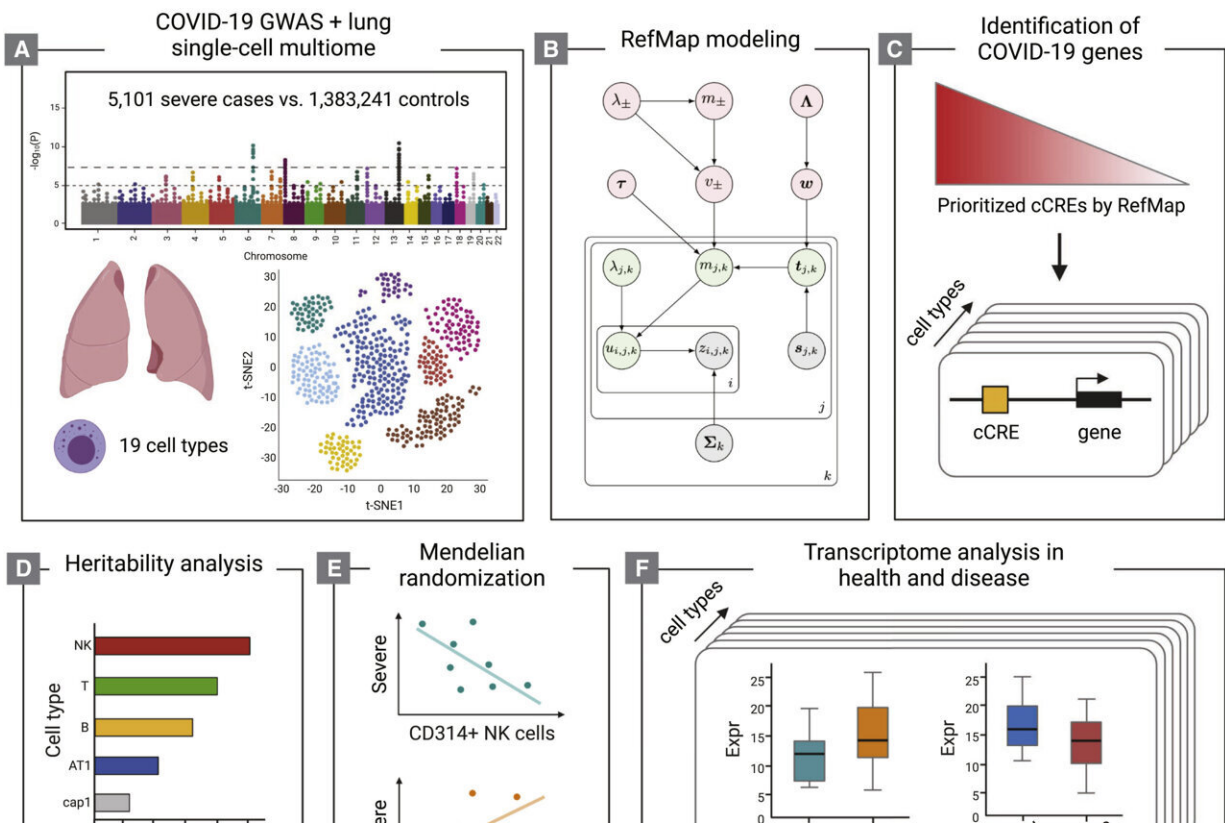 A
COVID-19 GWAS + lung
single-cell multiome
5,101 severe cases vs. 1,383,241 controls
-log₁₀(P)
15
10
5
0
1 2 3 4 5 6 7 8 9 10 11 12 13 14 15 16 17 18 19 20 21 22
Chromosome
19 cell types
t-SNE2
30
20
10
0
-10
-20
-30
-30 -20 -10 0 10 20 30
t-SNE1
B
RefMap modeling
λ± m± Λ
τ v± w
λj,k mj,k tj,k
ui,j,k zi,j,k sj,k
i
j
Σk
k
C
Identification of
COVID-19 genes
Prioritized cCREs by RefMap
cell types
cCRE gene
D
Heritability analysis
Cell type
NK
T
B
AT1
cap1
E
Mendelian
randomization
Severe
CD314+ NK cells
F
Transcriptome analysis in
health and disease
cell types
Expr
25
20
15
10
5
0
Expr
25
20
15
10
5
0